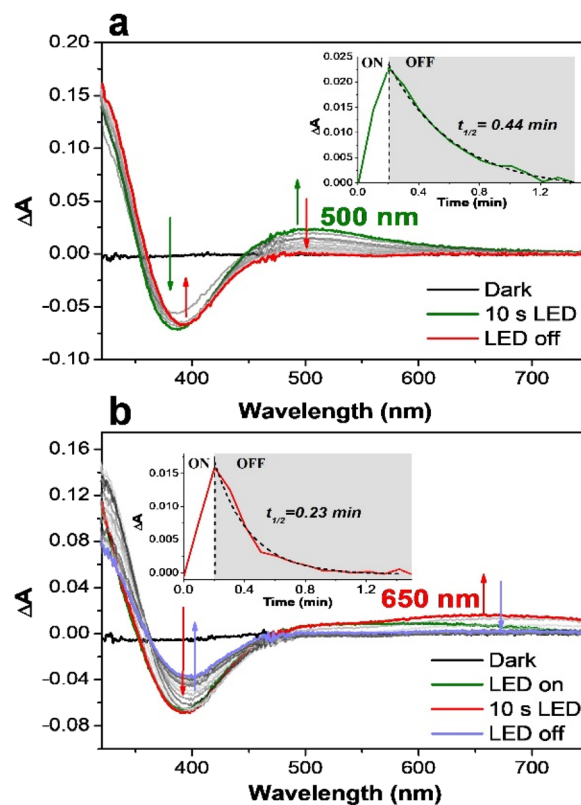 a
0.20
0.15
0.10
0.05
0.00
-0.05
-0.10
ΔA
400
500
600
700
Wavelength (nm)
500 nm
Dark
10 s LED
LED off
ON OFF
0.025
0.020
0.015
0.010
0.005
0.000
ΔA
0.0 0.4 0.8 1.2
Time (min)
t1/2= 0.44 min
b
0.16
0.12
0.08
0.04
0.00
-0.04
-0.08
ΔA
400
500
600
700
Wavelength (nm)
650 nm
Dark
LED on
10 s LED
LED off
ON OFF
0.015
0.010
0.005
0.000
ΔA
0.0 0.4 0.8 1.2
Time (min)
t1/2=0.23 min